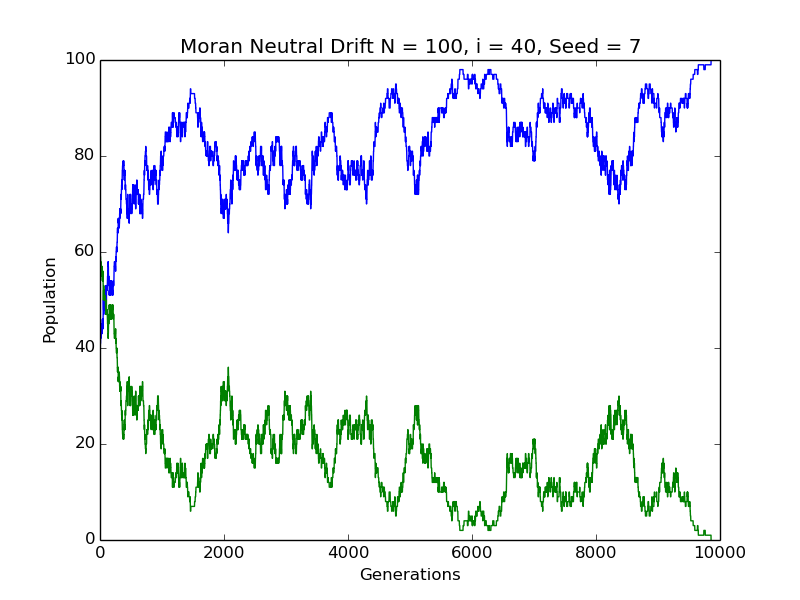 Moran Neutral Drift N = 100, i = 40, Seed = 7
100
80
60
40
20
0
Population
0 2000 4000 6000 8000 10000
Generations